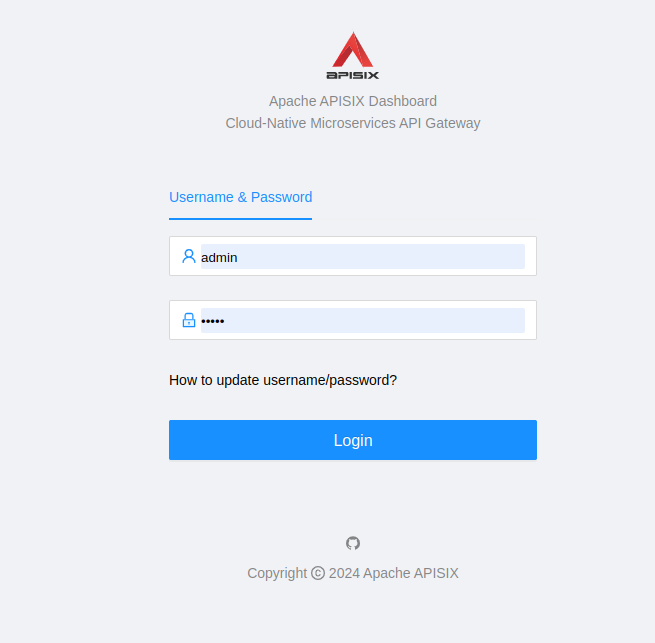 APISIX
Apache APISIX Dashboard
Cloud-Native Microservices API Gateway
Username & Password
admin
•••••
How to update username/password?
Login
Copyright © 2024 Apache APISIX